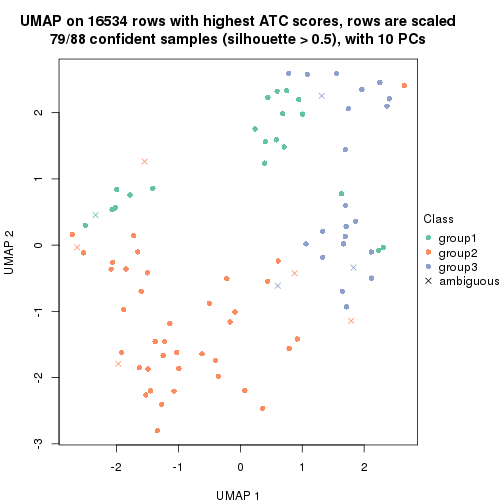 UMAP on 16534 rows with highest ATC scores, rows are scaled
79/88 confident samples (silhouette > 0.5), with 10 PCs
UMAP 2
2
1
0
-1
-2
-3
-2
-1
0
1
2
UMAP 1
Class
group1
group2
group3
ambiguous